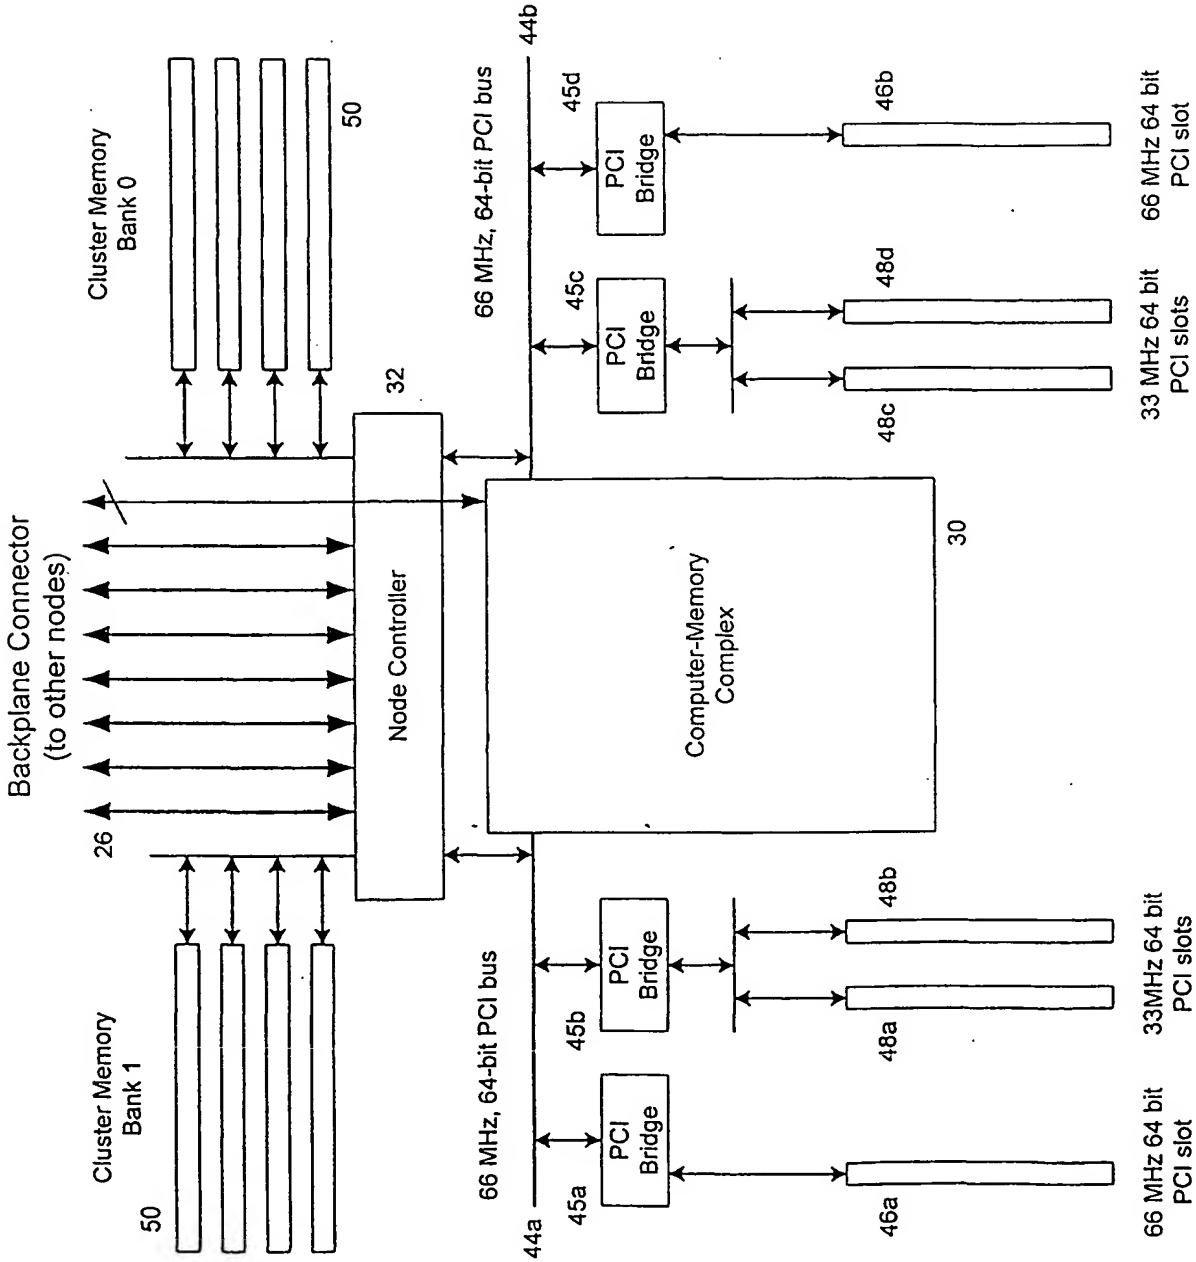 Backplane Connector
(to other nodes)
26
Cluster Memory
Bank 1
50
Cluster Memory
Bank 0
50
Node Controller
32
66 MHz, 64-bit PCI bus
44a
66 MHz, 64-bit PCI bus
44b
Computer-Memory
Complex
30
45a
PCI
Bridge
45b
PCI
Bridge
45c
PCI
Bridge
45d
PCI
Bridge
46a
48a
48b
48c
48d
46b
66 MHz 64 bit
PCI slot
33MHz 64 bit
PCI slots
33 MHz 64 bit
PCI slots
66 MHz 64 bit
PCI slot